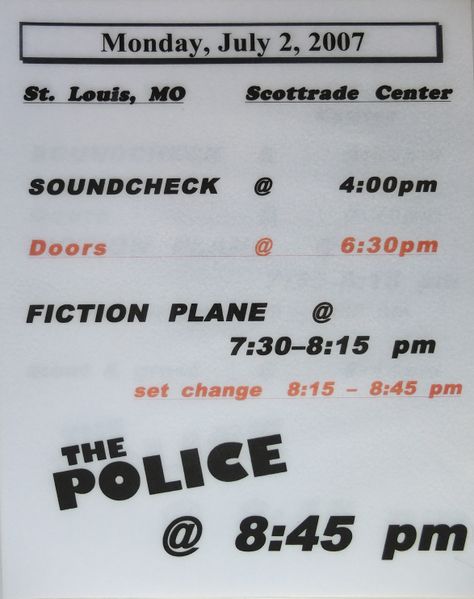 Monday, July 2, 2007
St. Louis, MO Scottrade Center
SOUNDCHECK @ 4:00pm
Doors @ 6:30pm
FICTION PLANE @
7:30–8:15 pm
set change 8:15 – 8:45 pm
THE
POLICE
@ 8:45 pm